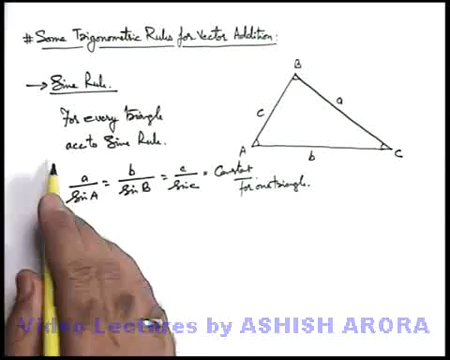 # Some Trigonometric Rules for Vector Addition:
→ Sine Rule.
For every triangle
acc to Sine Rule.
a/sin A = b/sin B = c/sin C = Constant
for one triangle.
B
c
a
A
b
C
Video Lectures by ASHISH ARORA